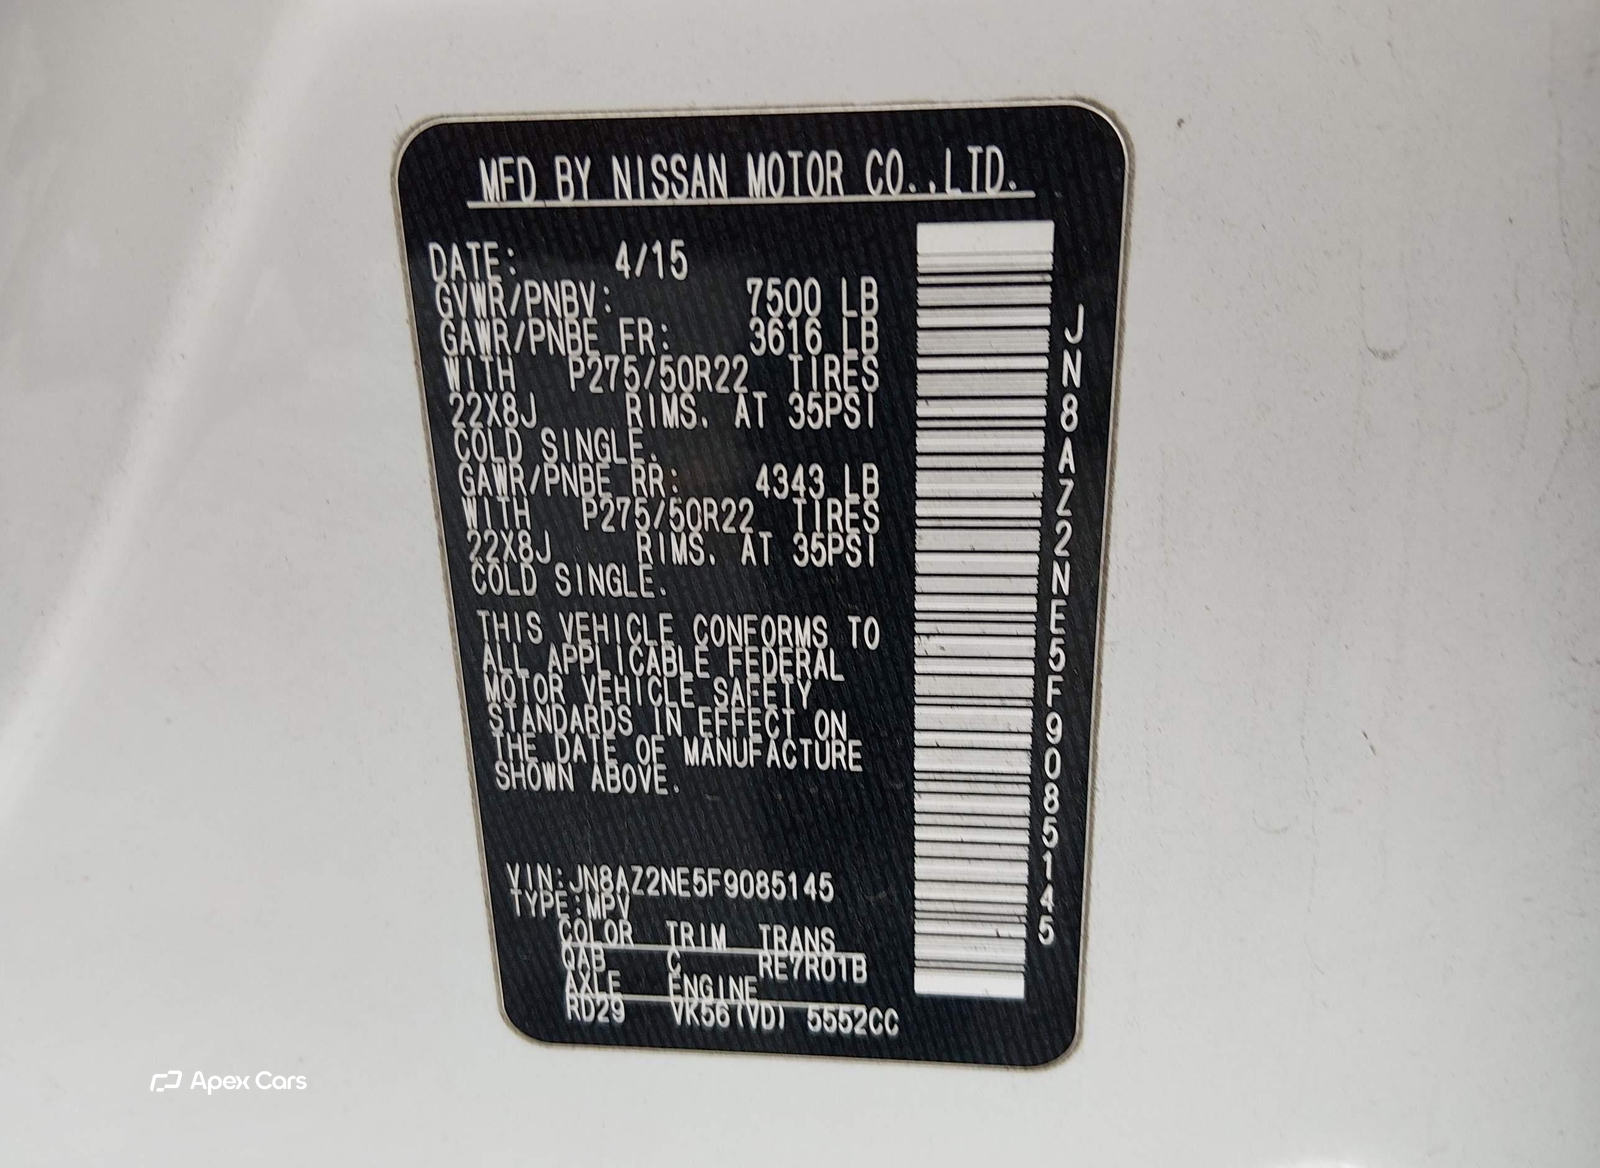 MFD BY NISSAN MOTOR CO.,LTD.
DATE: 4/15
GVWR/PNBV: 7500 LB
GAWR/PNBE FR: 3616 LB
WITH P275/50R22 TIRES
22X8J RIMS. AT 35PSI
COLD SINGLE.
GAWR/PNBE RR: 4343 LB
WITH P275/50R22 TIRES
22X8J RIMS. AT 35PSI
COLD SINGLE.
THIS VEHICLE CONFORMS TO
ALL APPLICABLE FEDERAL
MOTOR VEHICLE SAFETY
STANDARDS IN EFFECT ON
THE DATE OF MANUFACTURE
SHOWN ABOVE.
VIN:JN8AZ2NE5F9085145
TYPE:MPV
COLOR TRIM TRANS
QAB C RE7R01B
AXLE ENGINE
RD29 VK56(VD) 5552CC
JN8AZ2NE5F9085145
Apex Cars